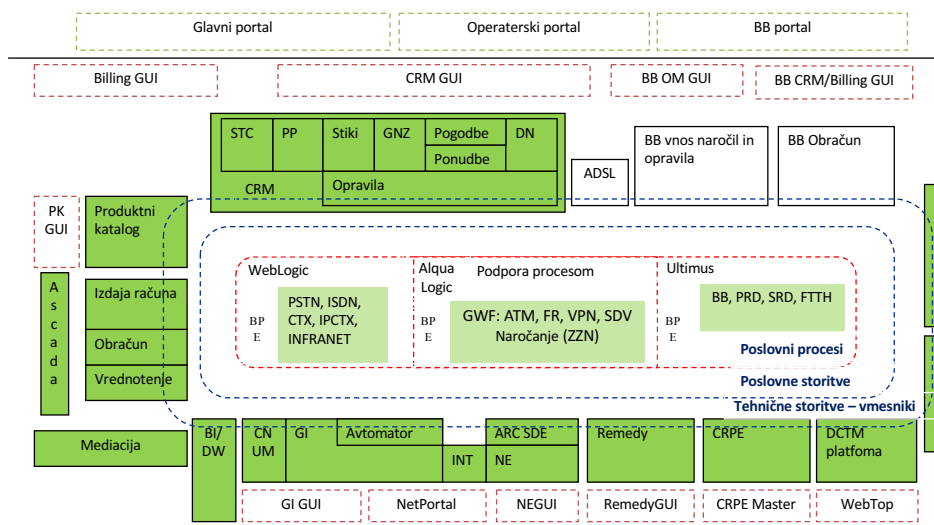 Glavni portal
Operaterski portal
BB portal
Billing GUI
CRM GUI
BB OM GUI
BB CRM/Billing GUI
STC
PP
Stiki
GNZ
Pogodbe
DN
Ponudbe
CRM
Opravila
ADSL
BB vnos naročil in
opravila
BB Obračun
PK
GUI
Produktni
katalog
A
s
c
a
d
a
Izdaja računa
Obračun
Vrednotenje
Mediacija
WebLogic
BP
E
PSTN, ISDN,
CTX, IPCTX,
INFRANET
Alqua
Logic
Podpora procesom
BP
E
GWF: ATM, FR, VPN, SDV
Naročanje (ZZN)
Ultimus
BP
E
BB, PRD, SRD, FTTH
Poslovni procesi
Poslovne storitve
Tehnične storitve – vmesniki
BI/
DW
CN
UM
GI
Avtomator
INT
ARC SDE
NE
Remedy
CRPE
DCTM
platfoma
GI GUI
NetPortal
NEGUI
RemedyGUI
CRPE Master
WebTop